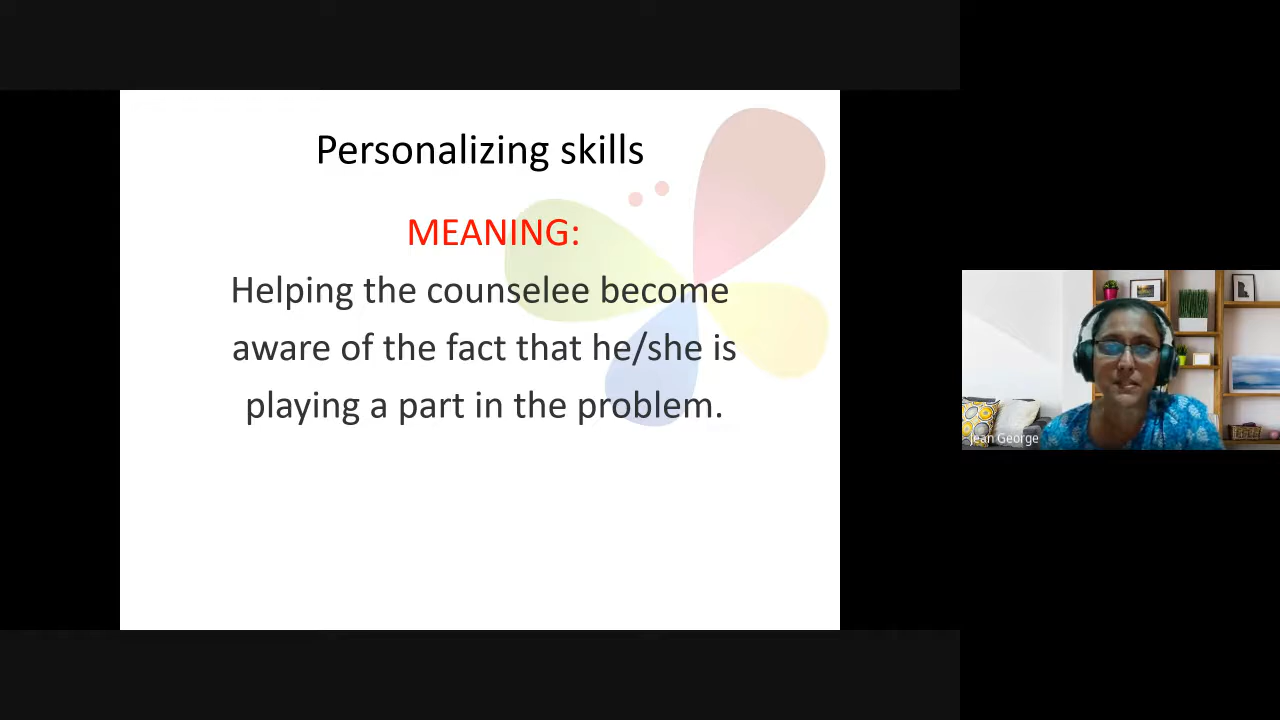 Personalizing skills
MEANING:
Helping the counselee become
aware of the fact that he/she is
playing a part in the problem.
Jean George